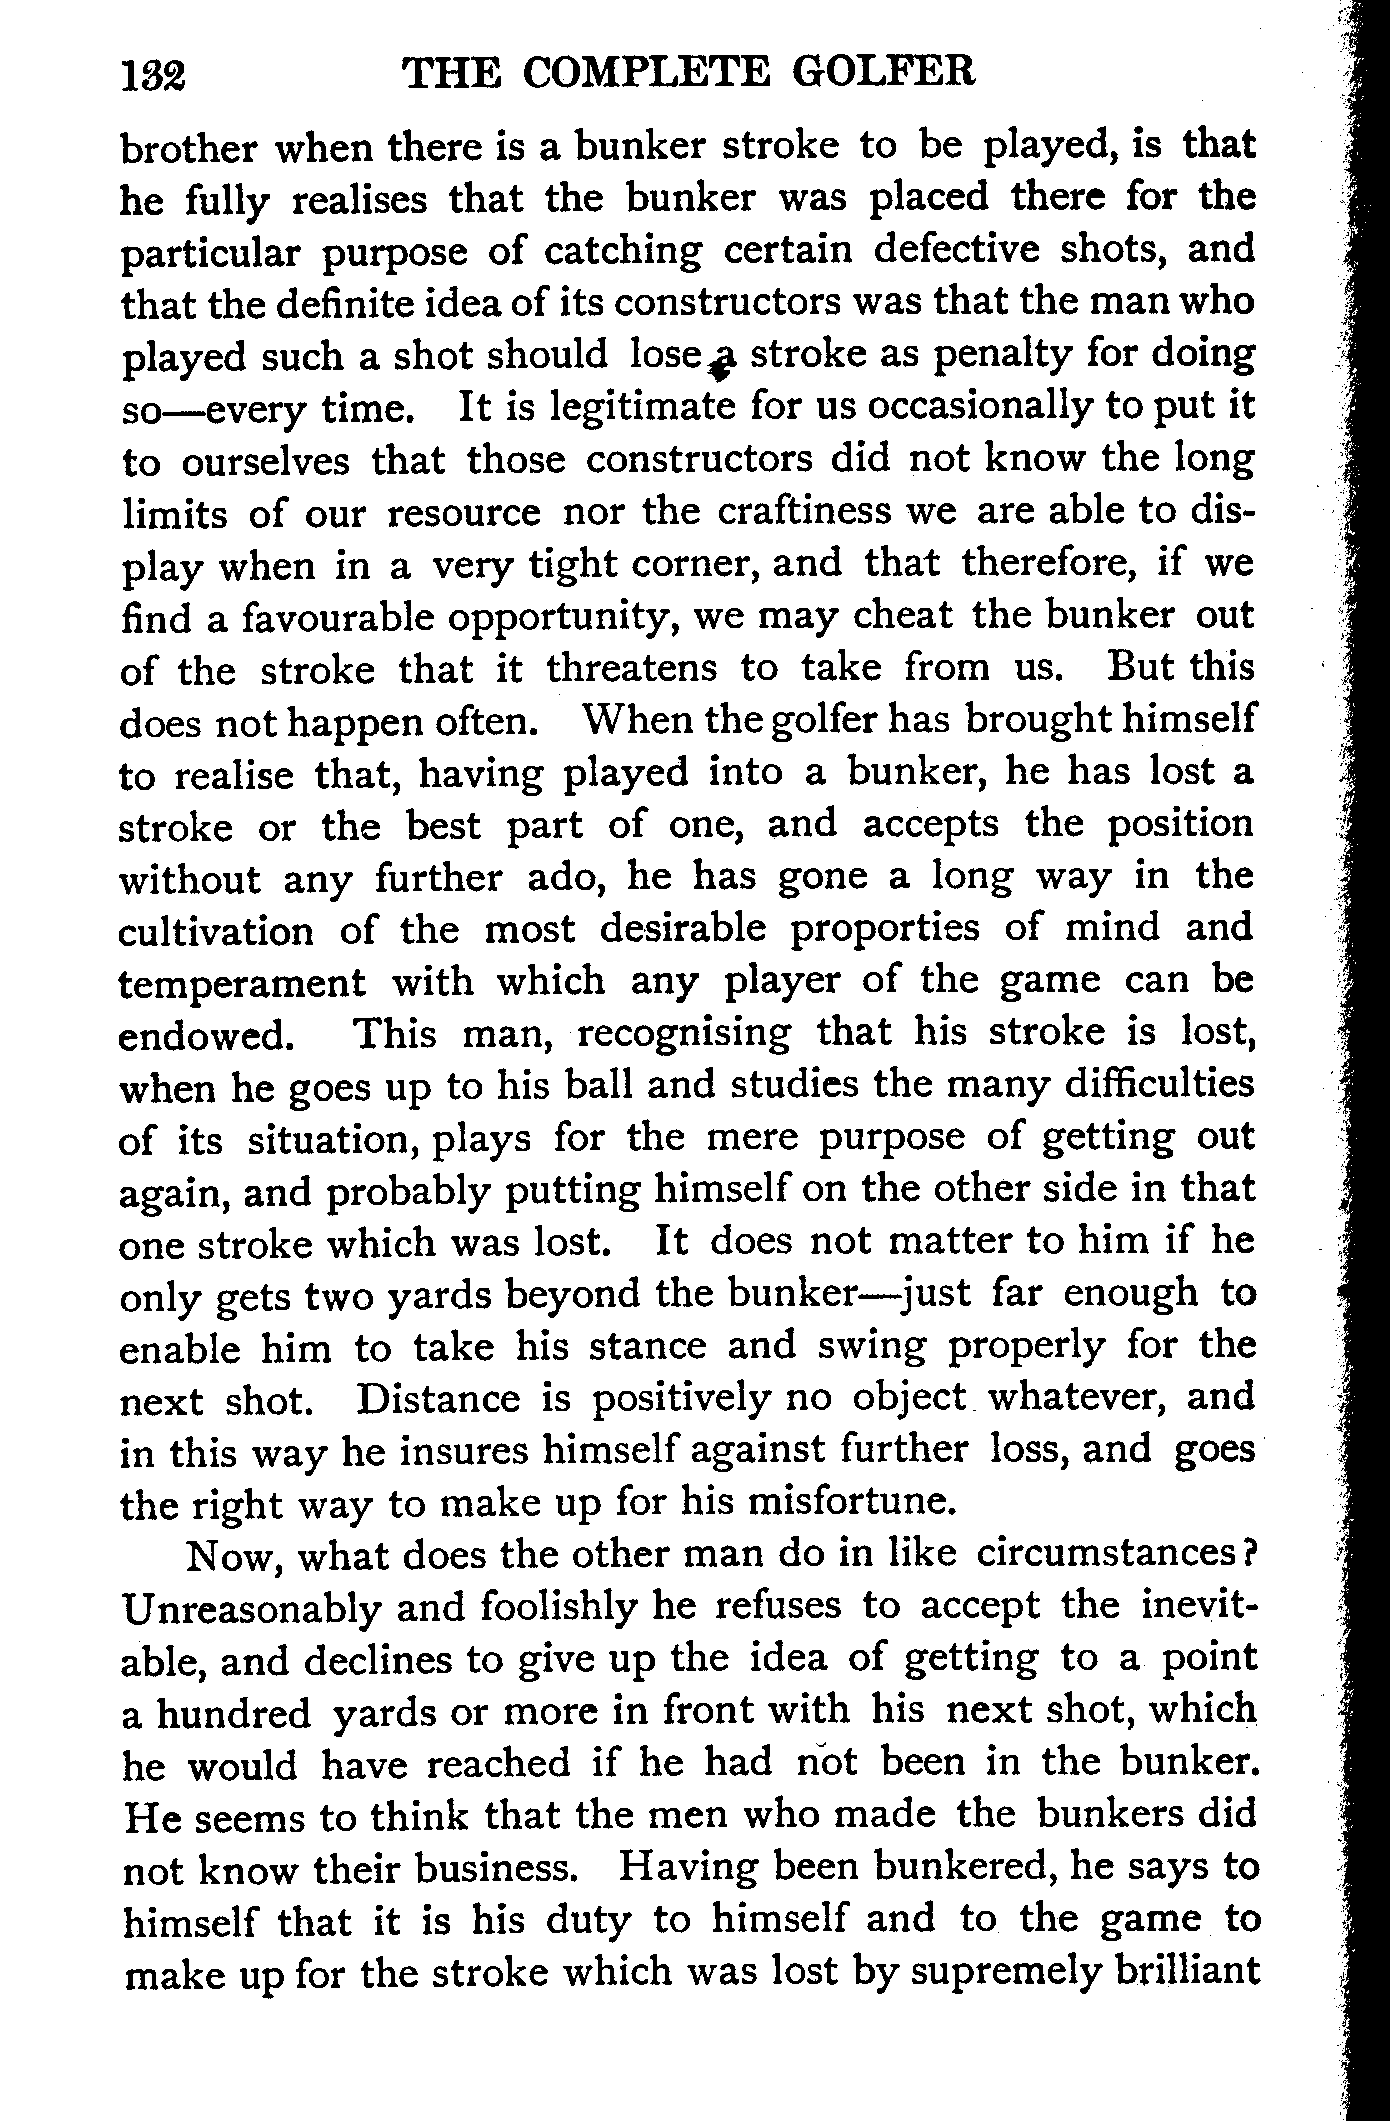 132 THE COMPLETE GOLFER
brother when there is a bunker stroke to be played, is that
he fully realises that the bunker was placed there for the
particular purpose of catching certain defective shots, and
that the definite idea of its constructors was that the man who
played such a shot should lose a stroke as penalty for doing
so—every time. It is legitimate for us occasionally to put it
to ourselves that those constructors did not know the long
limits of our resource nor the craftiness we are able to dis-
play when in a very tight corner, and that therefore, if we
find a favourable opportunity, we may cheat the bunker out
of the stroke that it threatens to take from us. But this
does not happen often. When the golfer has brought himself
to realise that, having played into a bunker, he has lost a
stroke or the best part of one, and accepts the position
without any further ado, he has gone a long way in the
cultivation of the most desirable proporties of mind and
temperament with which any player of the game can be
endowed. This man, recognising that his stroke is lost,
when he goes up to his ball and studies the many difficulties
of its situation, plays for the mere purpose of getting out
again, and probably putting himself on the other side in that
one stroke which was lost. It does not matter to him if he
only gets two yards beyond the bunker—just far enough to
enable him to take his stance and swing properly for the
next shot. Distance is positively no object whatever, and
in this way he insures himself against further loss, and goes
the right way to make up for his misfortune.
Now, what does the other man do in like circumstances?
Unreasonably and foolishly he refuses to accept the inevit-
able, and declines to give up the idea of getting to a point
a hundred yards or more in front with his next shot, which
he would have reached if he had not been in the bunker.
He seems to think that the men who made the bunkers did
not know their business. Having been bunkered, he says to
himself that it is his duty to himself and to the game to
make up for the stroke which was lost by supremely brilliant